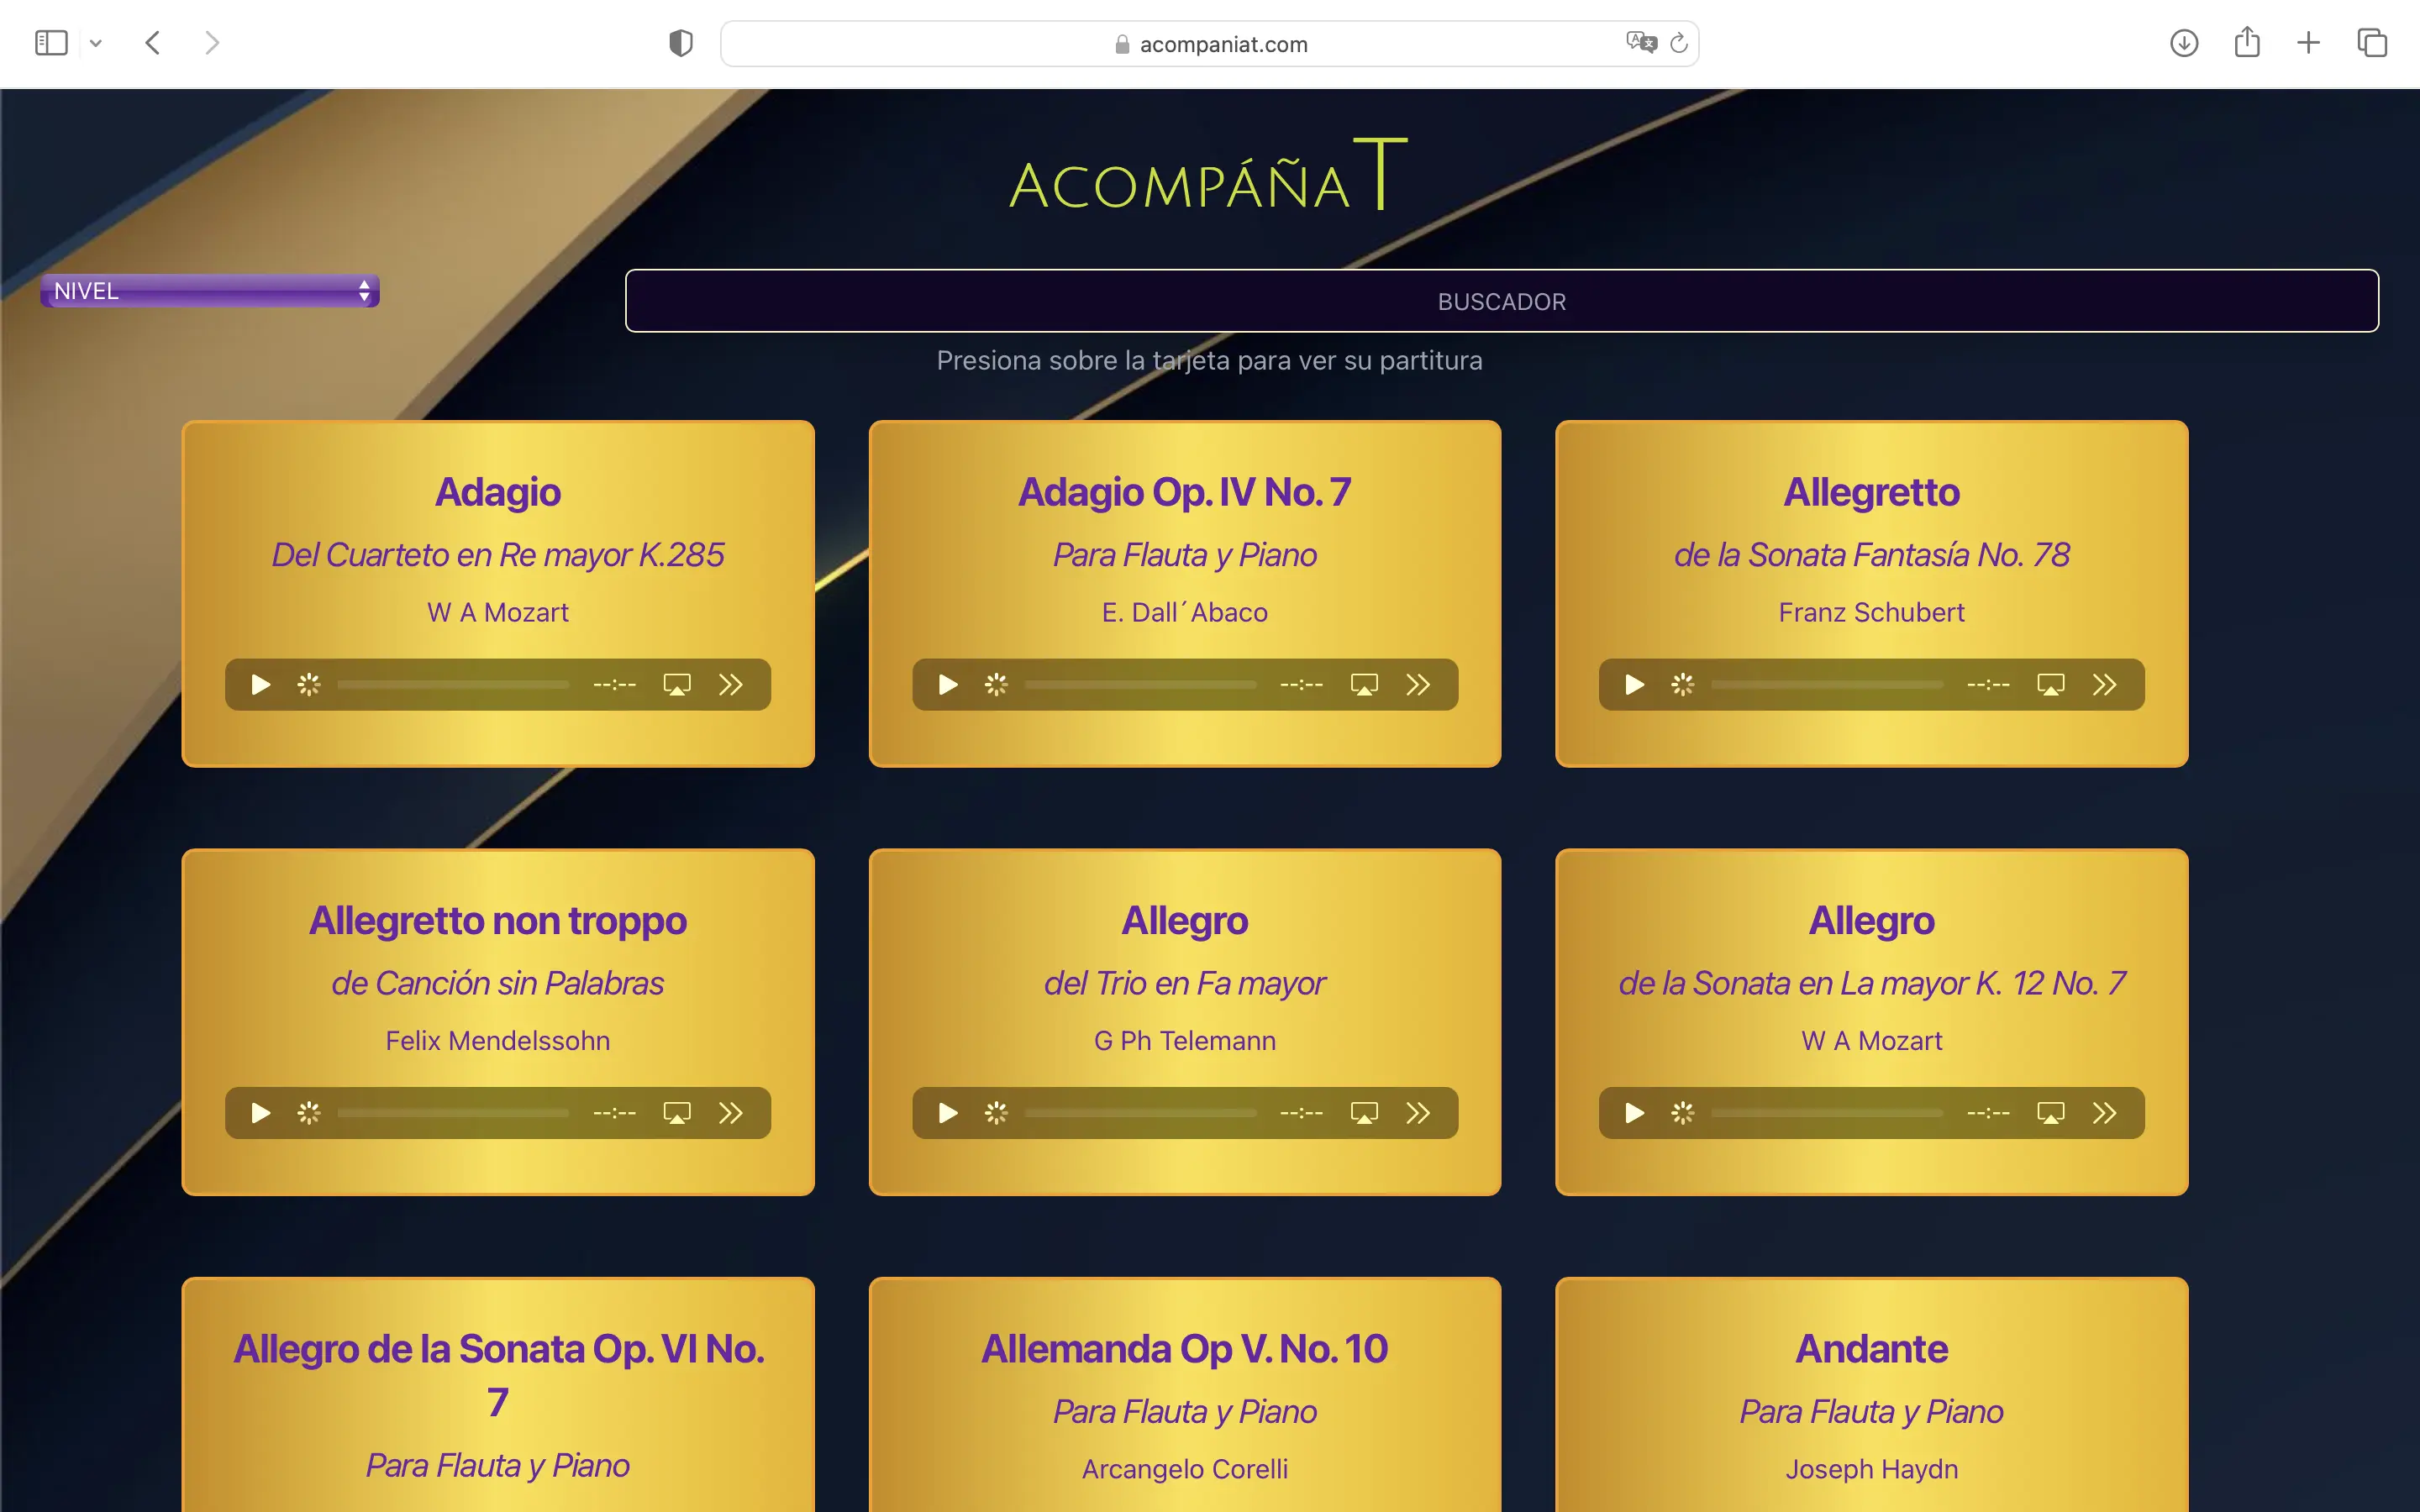 acompaniat.com
ACOMPÁÑAT
NIVEL
BUSCADOR
Presiona sobre la tarjeta para ver su partitura
Adagio
Del Cuarteto en Re mayor K.285
W A Mozart
--:--
Adagio Op. IV No. 7
Para Flauta y Piano
E. Dall´Abaco
--:--
Allegretto
de la Sonata Fantasía No. 78
Franz Schubert
--:--
Allegretto non troppo
de Canción sin Palabras
Felix Mendelssohn
--:--
Allegro
del Trio en Fa mayor
G Ph Telemann
--:--
Allegro
de la Sonata en La mayor K. 12 No. 7
W A Mozart
--:--
Allegro de la Sonata Op. VI No.
7
Para Flauta y Piano
Allemanda Op V. No. 10
Para Flauta y Piano
Arcangelo Corelli
Andante
Para Flauta y Piano
Joseph Haydn